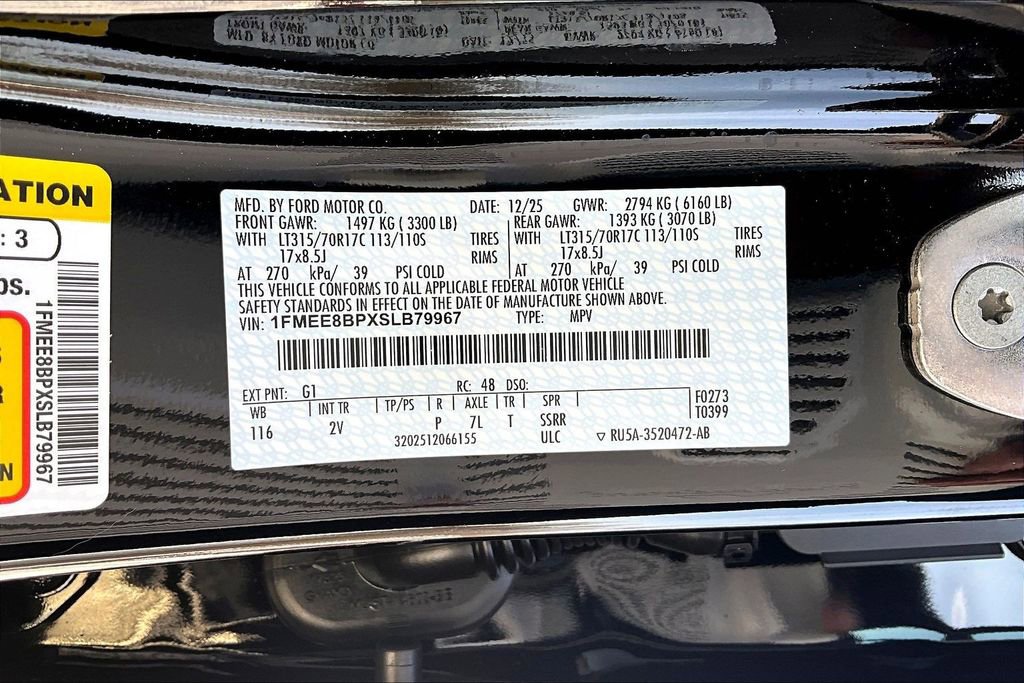 MFD. BY FORD MOTOR CO. DATE: 12/25 GVWR: 2794 KG ( 6160 LB)
FRONT GAWR: 1497 KG ( 3300 LB) REAR GAWR: 1393 KG ( 3070 LB)
WITH LT315/70R17C 113/110S TIRES WITH LT315/70R17C 113/110S TIRES
17x8.5J RIMS 17x8.5J RIMS
AT 270 kPa/ 39 PSI COLD AT 270 kPa/ 39 PSI COLD
THIS VEHICLE CONFORMS TO ALL APPLICABLE FEDERAL MOTOR VEHICLE
SAFETY STANDARDS IN EFFECT ON THE DATE OF MANUFACTURE SHOWN ABOVE.
VIN: 1FMEE8BPXSLB79967 TYPE: MPV
EXT PNT: G1 RC: 48 DSO:
WB INT TR TP/PS R AXLE TR SPR F0273
116 2V P 7L T SSRR T0399
3202512066155 ULC ▽ RU5A-3520472-AB
ATION
: 3
os.
R
N
1FMEE8BPXSLB79967